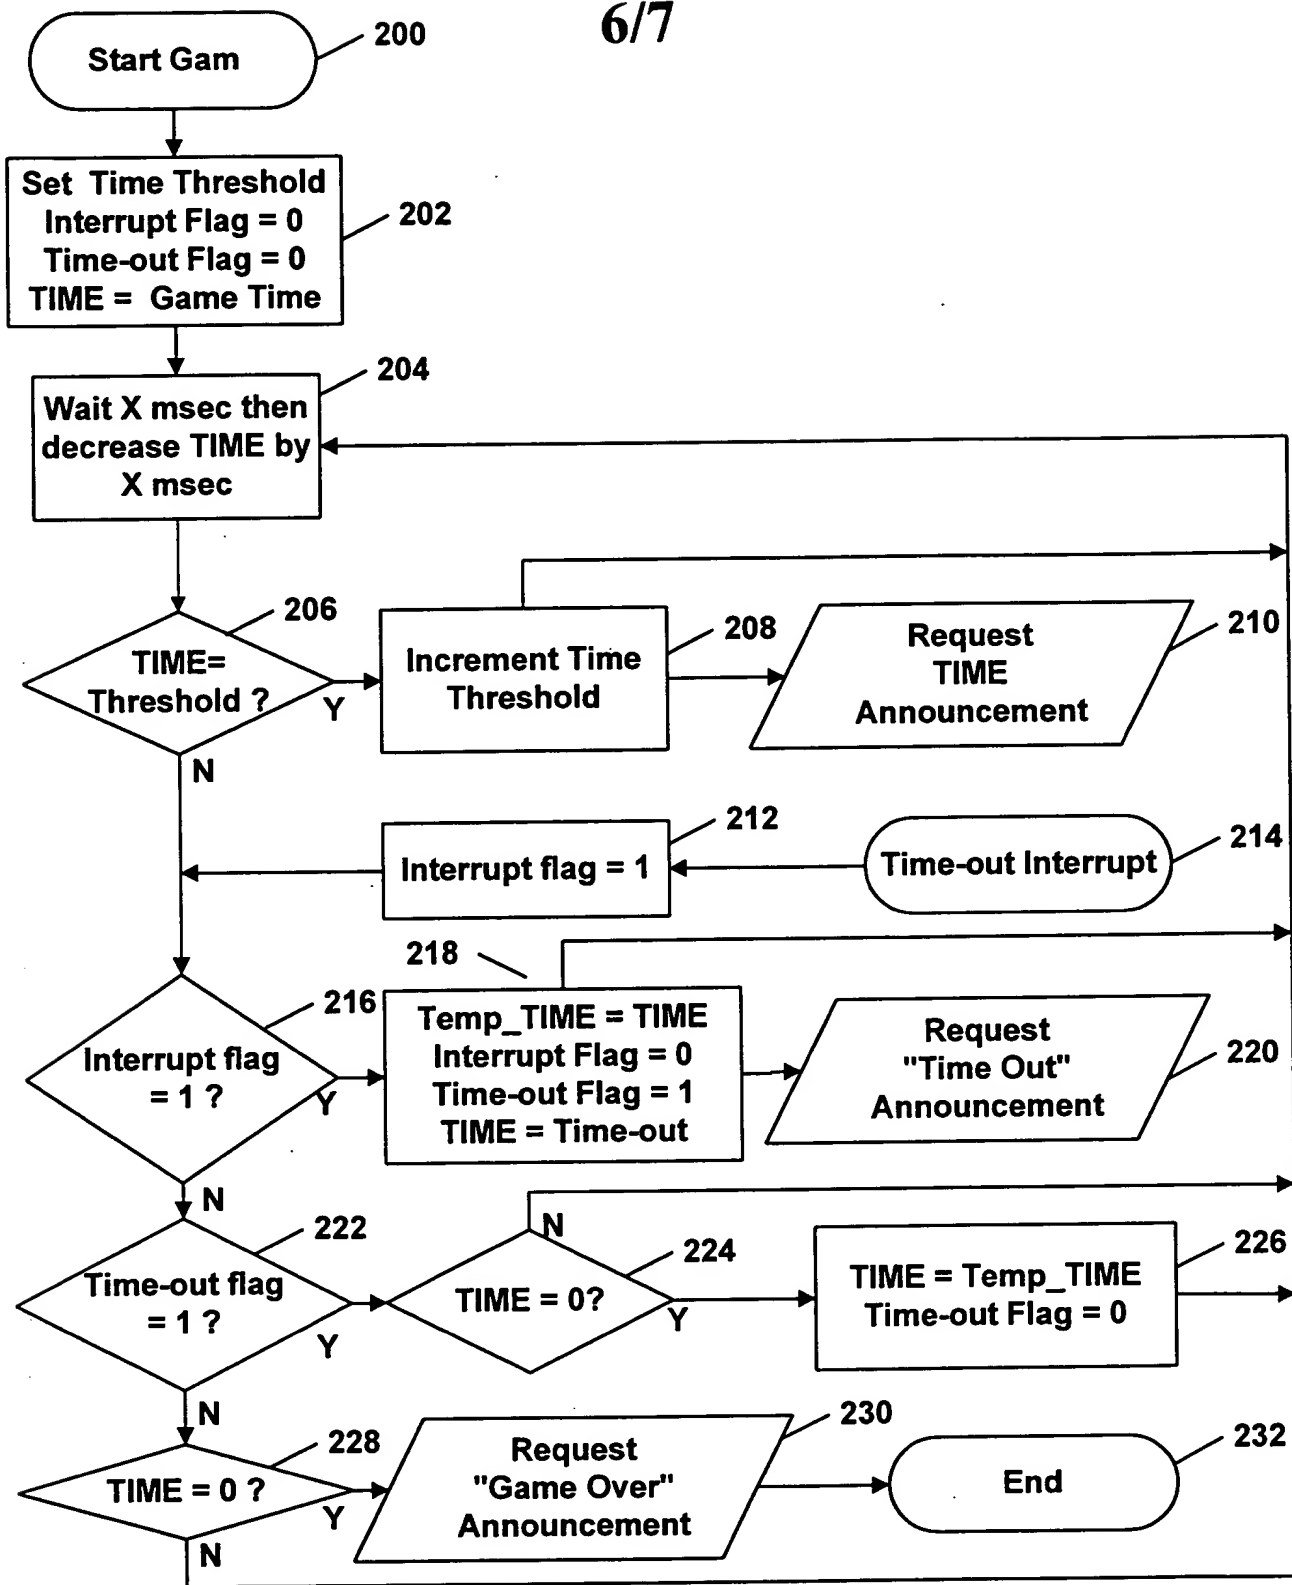 6/7
Start Gam
200
Set Time Threshold
Interrupt Flag = 0
Time-out Flag = 0
TIME = Game Time
202
204
Wait X msec then
decrease TIME by
X msec
206
TIME=
Threshold ?
Y
N
Increment Time
Threshold
208
Request
TIME
Announcement
210
212
Interrupt flag = 1
Time-out Interrupt
214
216
Interrupt flag
= 1 ?
Y
N
218
Temp_TIME = TIME
Interrupt Flag = 0
Time-out Flag = 1
TIME = Time-out
Request
"Time Out"
Announcement
220
222
Time-out flag
= 1 ?
Y
N
N
224
TIME = 0?
Y
TIME = Temp_TIME
Time-out Flag = 0
226
228
TIME = 0 ?
Y
N
230
Request
"Game Over"
Announcement
End
232